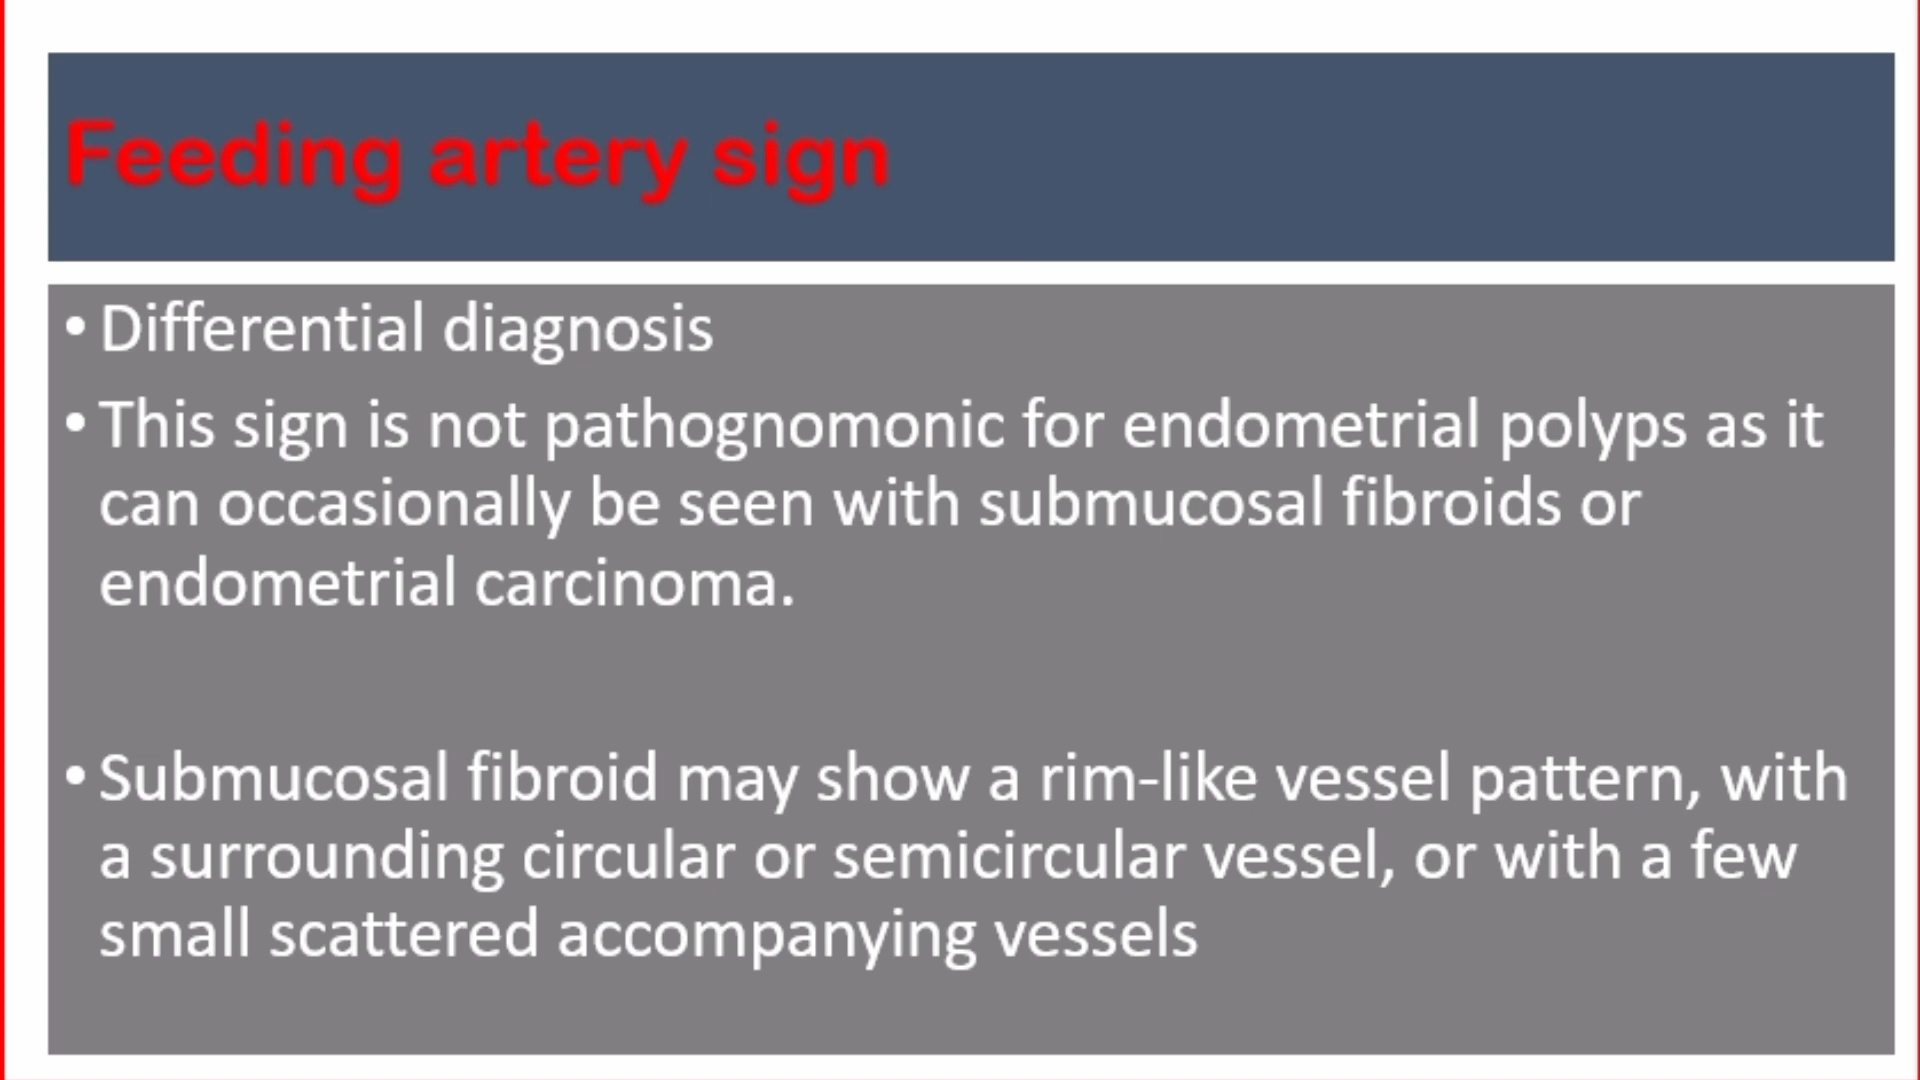 Feeding artery sign
• Differential diagnosis
• This sign is not pathognomonic for endometrial polyps as it
can occasionally be seen with submucosal fibroids or
endometrial carcinoma.
• Submucosal fibroid may show a rim-like vessel pattern, with
a surrounding circular or semicircular vessel, or with a few
small scattered accompanying vessels